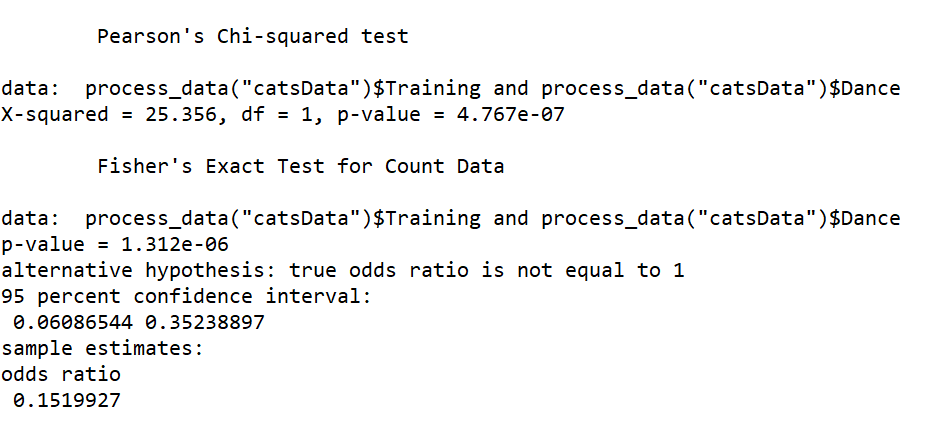 Pearson's Chi-squared test
data:  process_data("catsData")$Training and process_data("catsData")$Dance
X-squared = 25.356, df = 1, p-value = 4.767e-07
Fisher's Exact Test for Count Data
data:  process_data("catsData")$Training and process_data("catsData")$Dance
p-value = 1.312e-06
alternative hypothesis: true odds ratio is not equal to 1
95 percent confidence interval:
0.06086544 0.35238897
sample estimates:
odds ratio
0.1519927